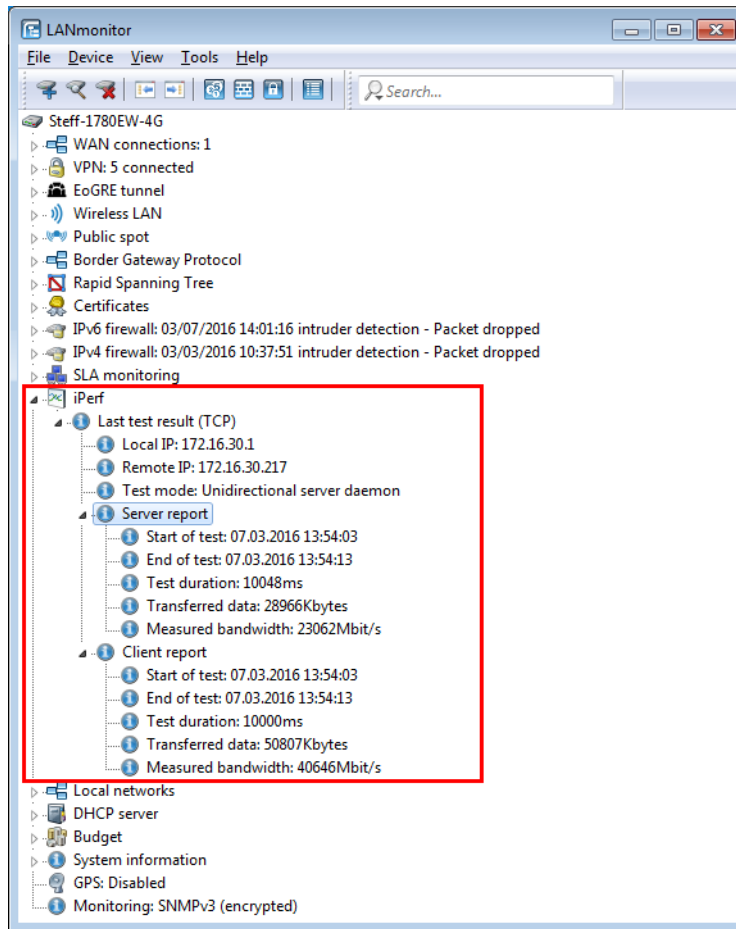 LANmonitor
File Device View Tools Help
Search...
Steff-1780EW-4G
WAN connections: 1
VPN: 5 connected
EoGRE tunnel
Wireless LAN
Public spot
Border Gateway Protocol
Rapid Spanning Tree
Certificates
IPv6 firewall: 03/07/2016 14:01:16 intruder detection - Packet dropped
IPv4 firewall: 03/03/2016 10:37:51 intruder detection - Packet dropped
SLA monitoring
iPerf
Last test result (TCP)
Local IP: 172.16.30.1
Remote IP: 172.16.30.217
Test mode: Unidirectional server daemon
Server report
Start of test: 07.03.2016 13:54:03
End of test: 07.03.2016 13:54:13
Test duration: 10048ms
Transferred data: 28966Kbytes
Measured bandwidth: 23062Mbit/s
Client report
Start of test: 07.03.2016 13:54:03
End of test: 07.03.2016 13:54:13
Test duration: 10000ms
Transferred data: 50807Kbytes
Measured bandwidth: 40646Mbit/s
Local networks
DHCP server
Budget
System information
GPS: Disabled
Monitoring: SNMPv3 (encrypted)